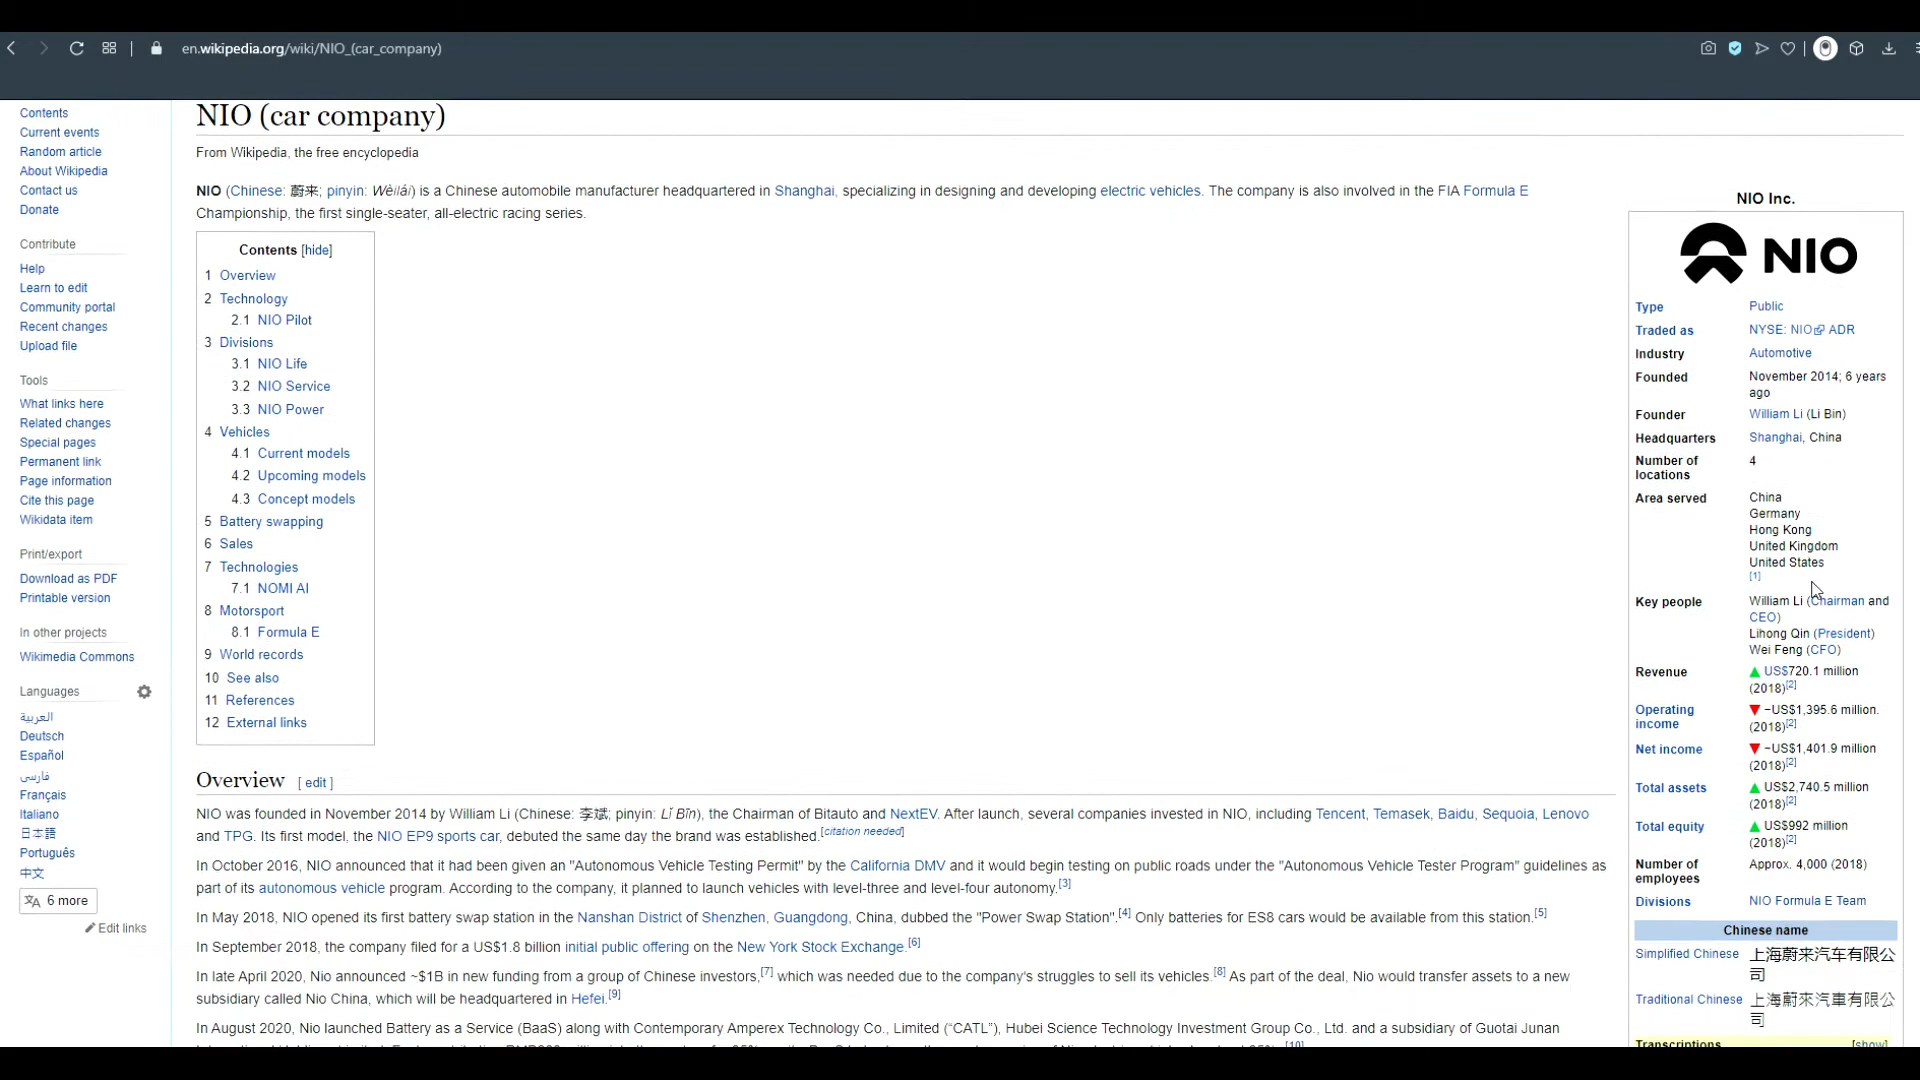 en.wikipedia.org/wiki/NIO_(car_company)
Contents
Current events
Random article
About Wikipedia
Contact us
Donate
Contribute
Help
Learn to edit
Community portal
Recent changes
Upload file
Tools
What links here
Related changes
Special pages
Permanent link
Page information
Cite this page
Wikidata item
Print/export
Download as PDF
Printable version
In other projects
Wikimedia Commons
Languages
العربية
Deutsch
Español
فارسی
Français
Italiano
日本語
Português
中文
6 more
Edit links
NIO (car company)
From Wikipedia, the free encyclopedia
NIO (Chinese: 蔚来; pinyin: Wèilái) is a Chinese automobile manufacturer headquartered in Shanghai, specializing in designing and developing electric vehicles. The company is also involved in the FIA Formula E
Championship, the first single-seater, all-electric racing series.
Contents [hide]
1 Overview
2 Technology
2.1 NIO Pilot
3 Divisions
3.1 NIO Life
3.2 NIO Service
3.3 NIO Power
4 Vehicles
4.1 Current models
4.2 Upcoming models
4.3 Concept models
5 Battery swapping
6 Sales
7 Technologies
7.1 NOMI AI
8 Motorsport
8.1 Formula E
9 World records
10 See also
11 References
12 External links
Overview [ edit ]
NIO was founded in November 2014 by William Li (Chinese: 李斌; pinyin: Lǐ Bīn), the Chairman of Bitauto and NextEV. After launch, several companies invested in NIO, including Tencent, Temasek, Baidu, Sequoia, Lenovo
and TPG. Its first model, the NIO EP9 sports car, debuted the same day the brand was established.[citation needed]
In October 2016, NIO announced that it had been given an "Autonomous Vehicle Testing Permit" by the California DMV and it would begin testing on public roads under the "Autonomous Vehicle Tester Program" guidelines as
part of its autonomous vehicle program. According to the company, it planned to launch vehicles with level-three and level-four autonomy.[3]
In May 2018, NIO opened its first battery swap station in the Nanshan District of Shenzhen, Guangdong, China, dubbed the "Power Swap Station".[4] Only batteries for ES8 cars would be available from this station.[5]
In September 2018, the company filed for a US$1.8 billion initial public offering on the New York Stock Exchange.[6]
In late April 2020, Nio announced ~$1B in new funding from a group of Chinese investors,[7] which was needed due to the company's struggles to sell its vehicles.[8] As part of the deal, Nio would transfer assets to a new
subsidiary called Nio China, which will be headquartered in Hefei.[9]
In August 2020, Nio launched Battery as a Service (BaaS) along with Contemporary Amperex Technology Co., Limited ("CATL"), Hubei Science Technology Investment Group Co., Ltd. and a subsidiary of Guotai Junan
NIO Inc.
NIO
Type Public
Traded as NYSE: NIO ADR
Industry Automotive
Founded November 2014; 6 years
ago
Founder William Li (Li Bin)
Headquarters Shanghai, China
Number of 4
locations
Area served China
Germany
Hong Kong
United Kingdom
United States
[1]
Key people William Li (Chairman and
CEO)
Lihong Qin (President)
Wei Feng (CFO)
Revenue ▲ US$720.1 million
(2018)[2]
Operating ▼ −US$1,395.6 million.
income (2018)[2]
Net income ▼ −US$1,401.9 million
(2018)[2]
Total assets ▲ US$2,740.5 million
(2018)[2]
Total equity ▲ US$992 million
(2018)[2]
Number of Approx. 4,000 (2018)
employees
Divisions NIO Formula E Team
Chinese name
Simplified Chinese 上海蔚来汽车有限公
司
Traditional Chinese 上海蔚來汽車有限公
司
Transcriptions [show]